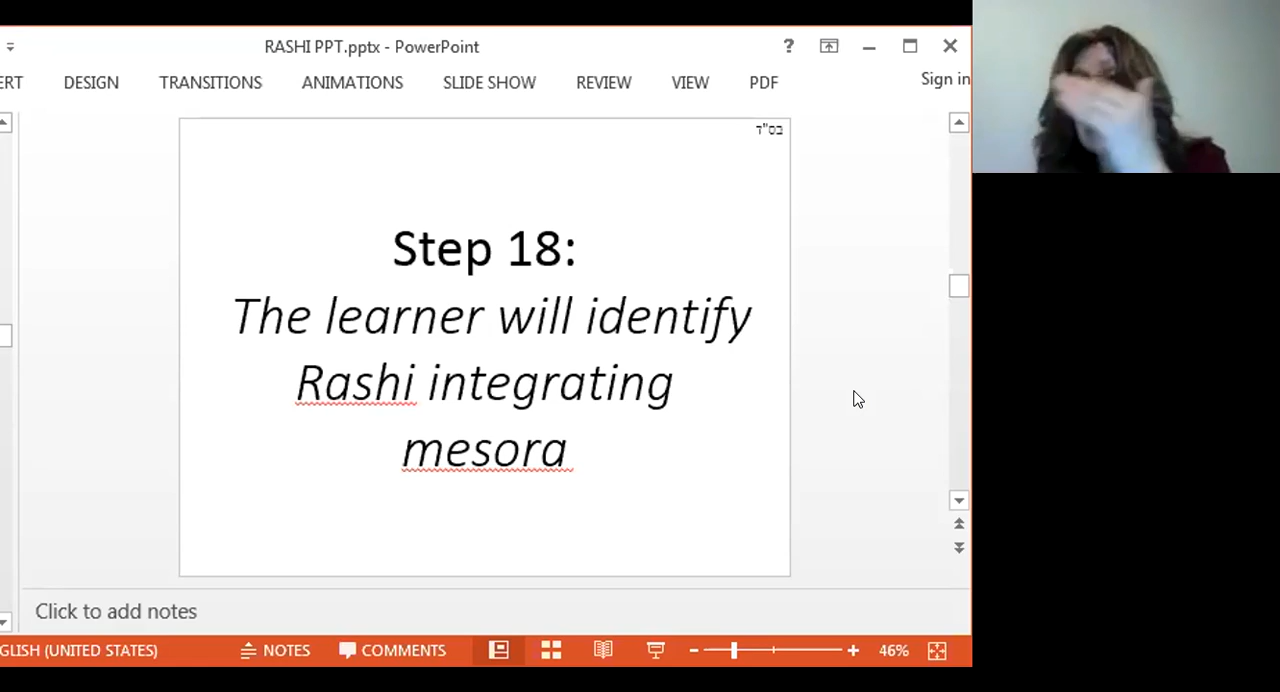 RASHI PPT.pptx - PowerPoint
?
ERT DESIGN TRANSITIONS ANIMATIONS SLIDE SHOW REVIEW VIEW PDF Sign in
בס"ד
Step 18:
The learner will identify
Rashi integrating
mesora
Click to add notes
GLISH (UNITED STATES) NOTES COMMENTS 46%